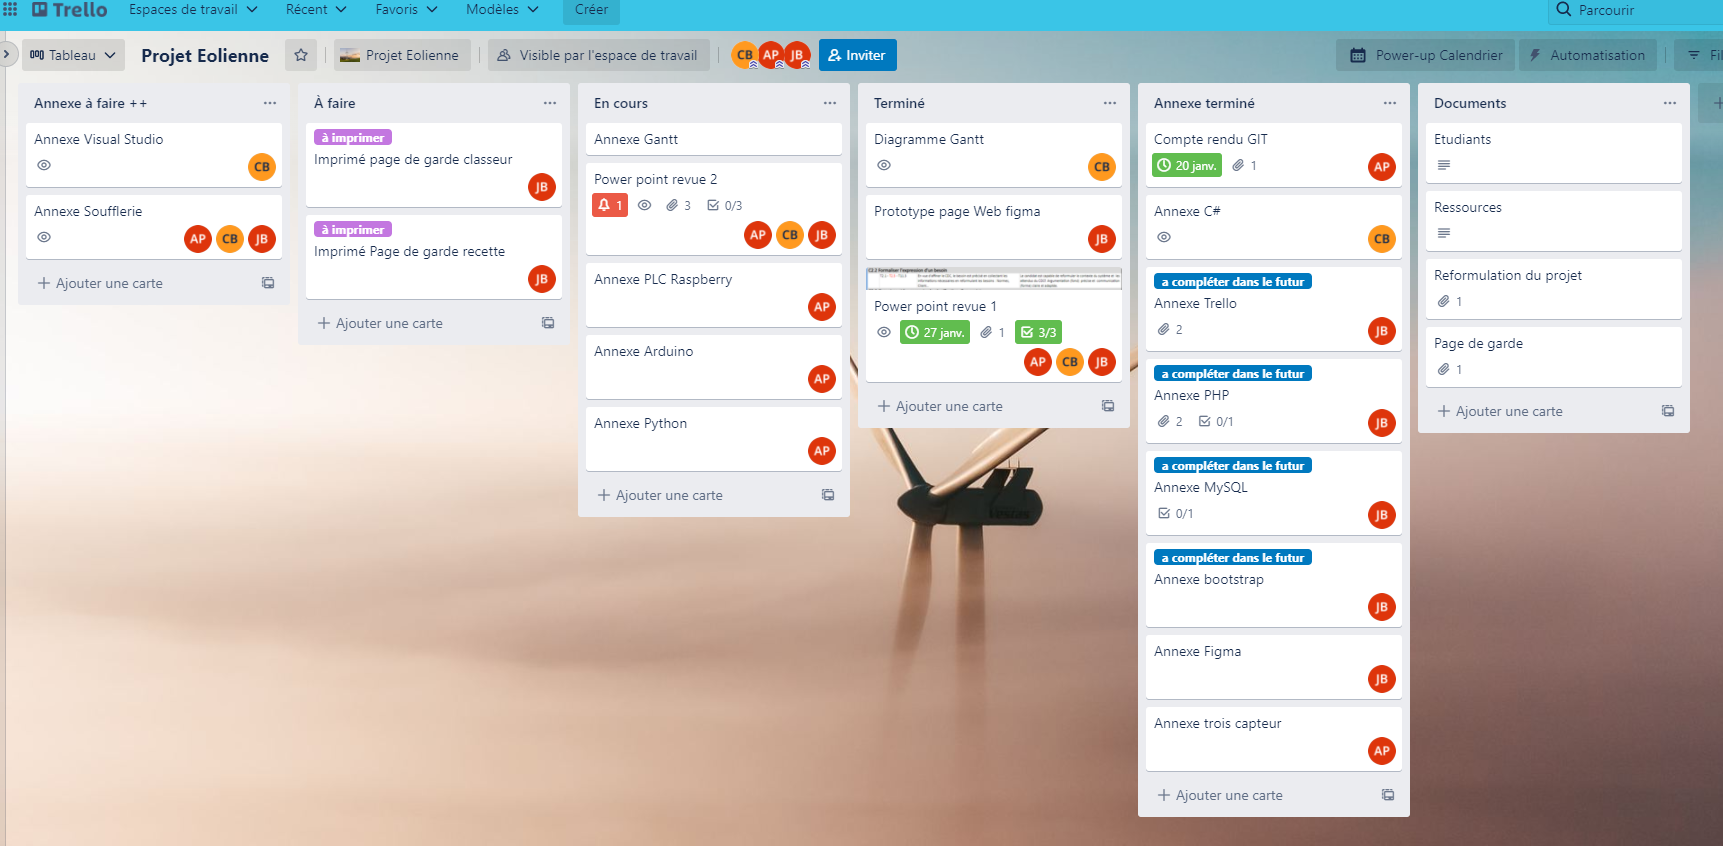 Trello
Espaces de travail
Récent
Favoris
Modèles
Créer
Parcourir
Tableau
Projet Eolienne
Projet Eolienne
Visible par l'espace de travail
CB
AP
JB
Inviter
Power-up Calendrier
Automatisation
Fil
Annexe à faire ++
Annexe Visual Studio
CB
Annexe Soufflerie
AP CB JB
Ajouter une carte
À faire
à imprimer
Imprimé page de garde classeur
JB
à imprimer
Imprimé Page de garde recette
JB
Ajouter une carte
En cours
Annexe Gantt
Power point revue 2
1 3 0/3
AP CB JB
Annexe PLC Raspberry
AP
Annexe Arduino
AP
Annexe Python
AP
Ajouter une carte
Terminé
Diagramme Gantt
CB
Prototype page Web figma
JB
Power point revue 1
27 janv. 1 3/3
AP CB JB
Ajouter une carte
Annexe terminé
Compte rendu GIT
20 janv. 1
AP
Annexe C#
CB
a compléter dans le futur
Annexe Trello
2
JB
a compléter dans le futur
Annexe PHP
2 0/1
JB
a compléter dans le futur
Annexe MySQL
0/1
JB
a compléter dans le futur
Annexe bootstrap
JB
Annexe Figma
JB
Annexe trois capteur
AP
Ajouter une carte
Documents
Etudiants
Ressources
Reformulation du projet
1
Page de garde
1
Ajouter une carte
Vestas